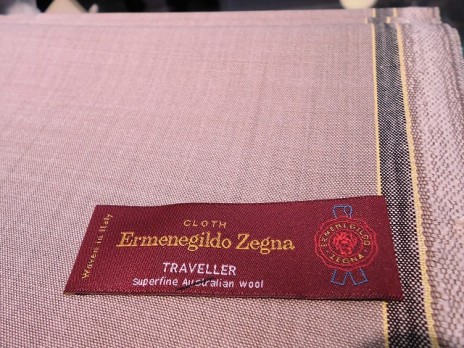 Woven in Italy
CLOTH
Ermenegildo Zegna
TRAVELLER
Superfine Australian wool
ERMENEGILDO
ZEGNA